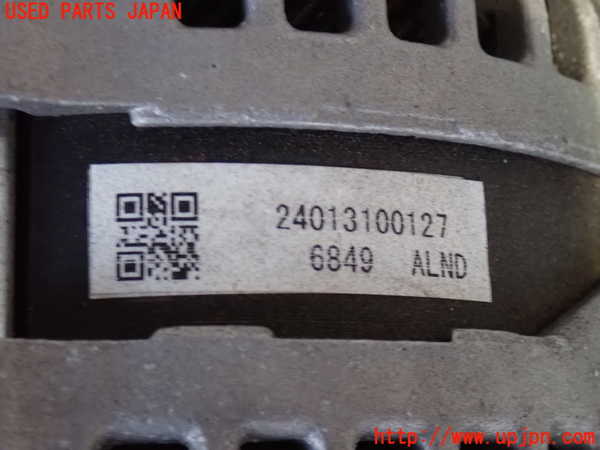 USED PARTS JAPAN
24013100127
6849 ALND
http://www.upjpn.com/